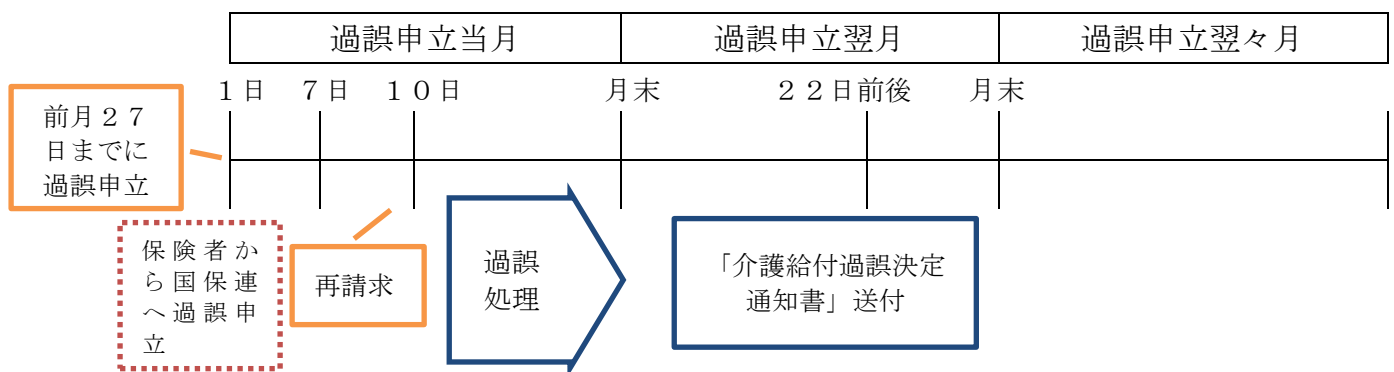 過誤申立当月
過誤申立翌月
過誤申立翌々月
1日
7日
10日
月末
22日前後
月末
前月27
日までに
過誤申立
保険者か
ら国保連
へ過誤申
立
再請求
過誤
処理
「介護給付過誤決定
通知書」送付